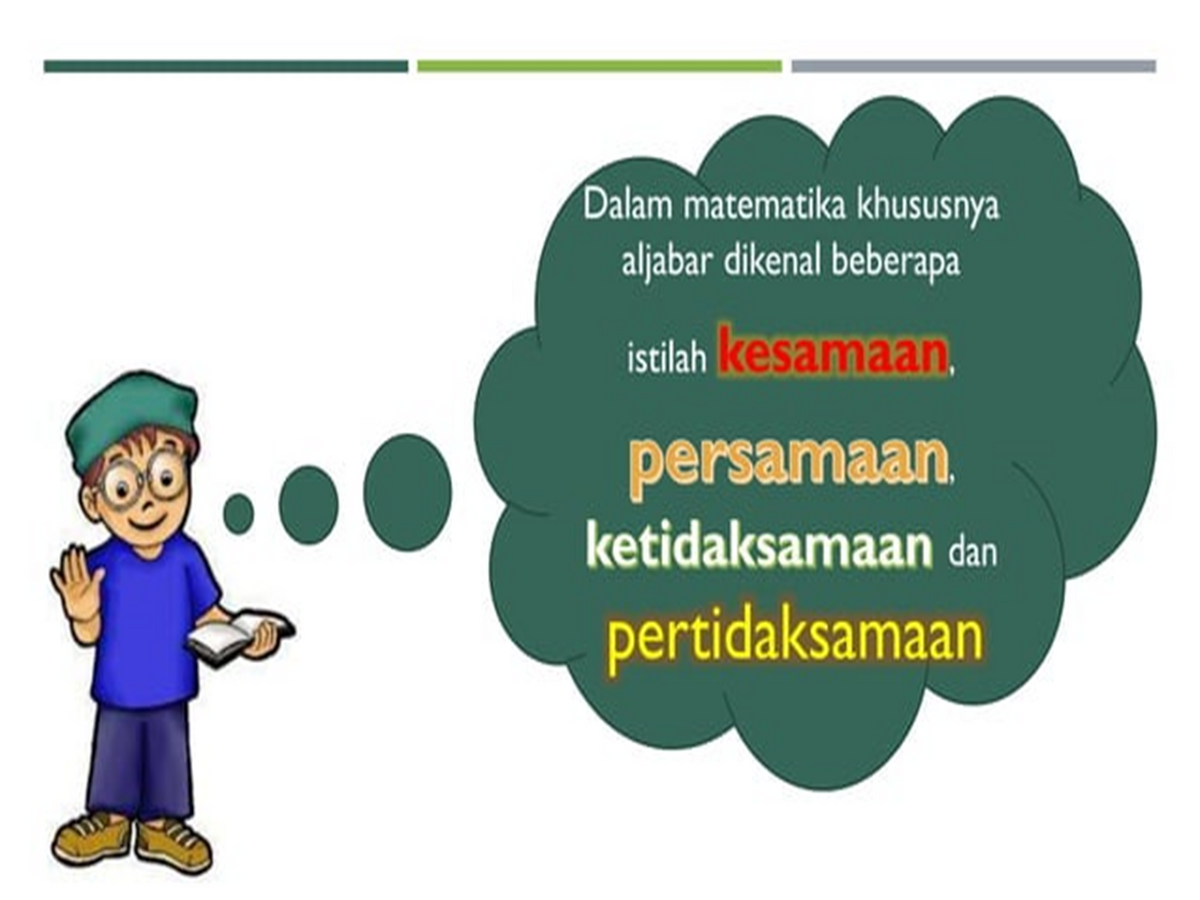 Dalam matematika khususnya
aljabar dikenal beberapa
istilah kesamaan,
persamaan,
ketidaksamaan dan
pertidaksamaan